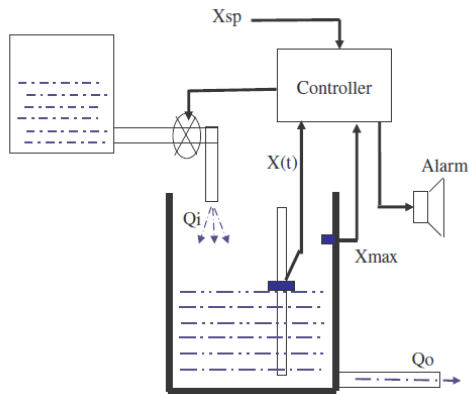 Xsp
Controller
X(t)
Alarm
Qi
Xmax
Qo